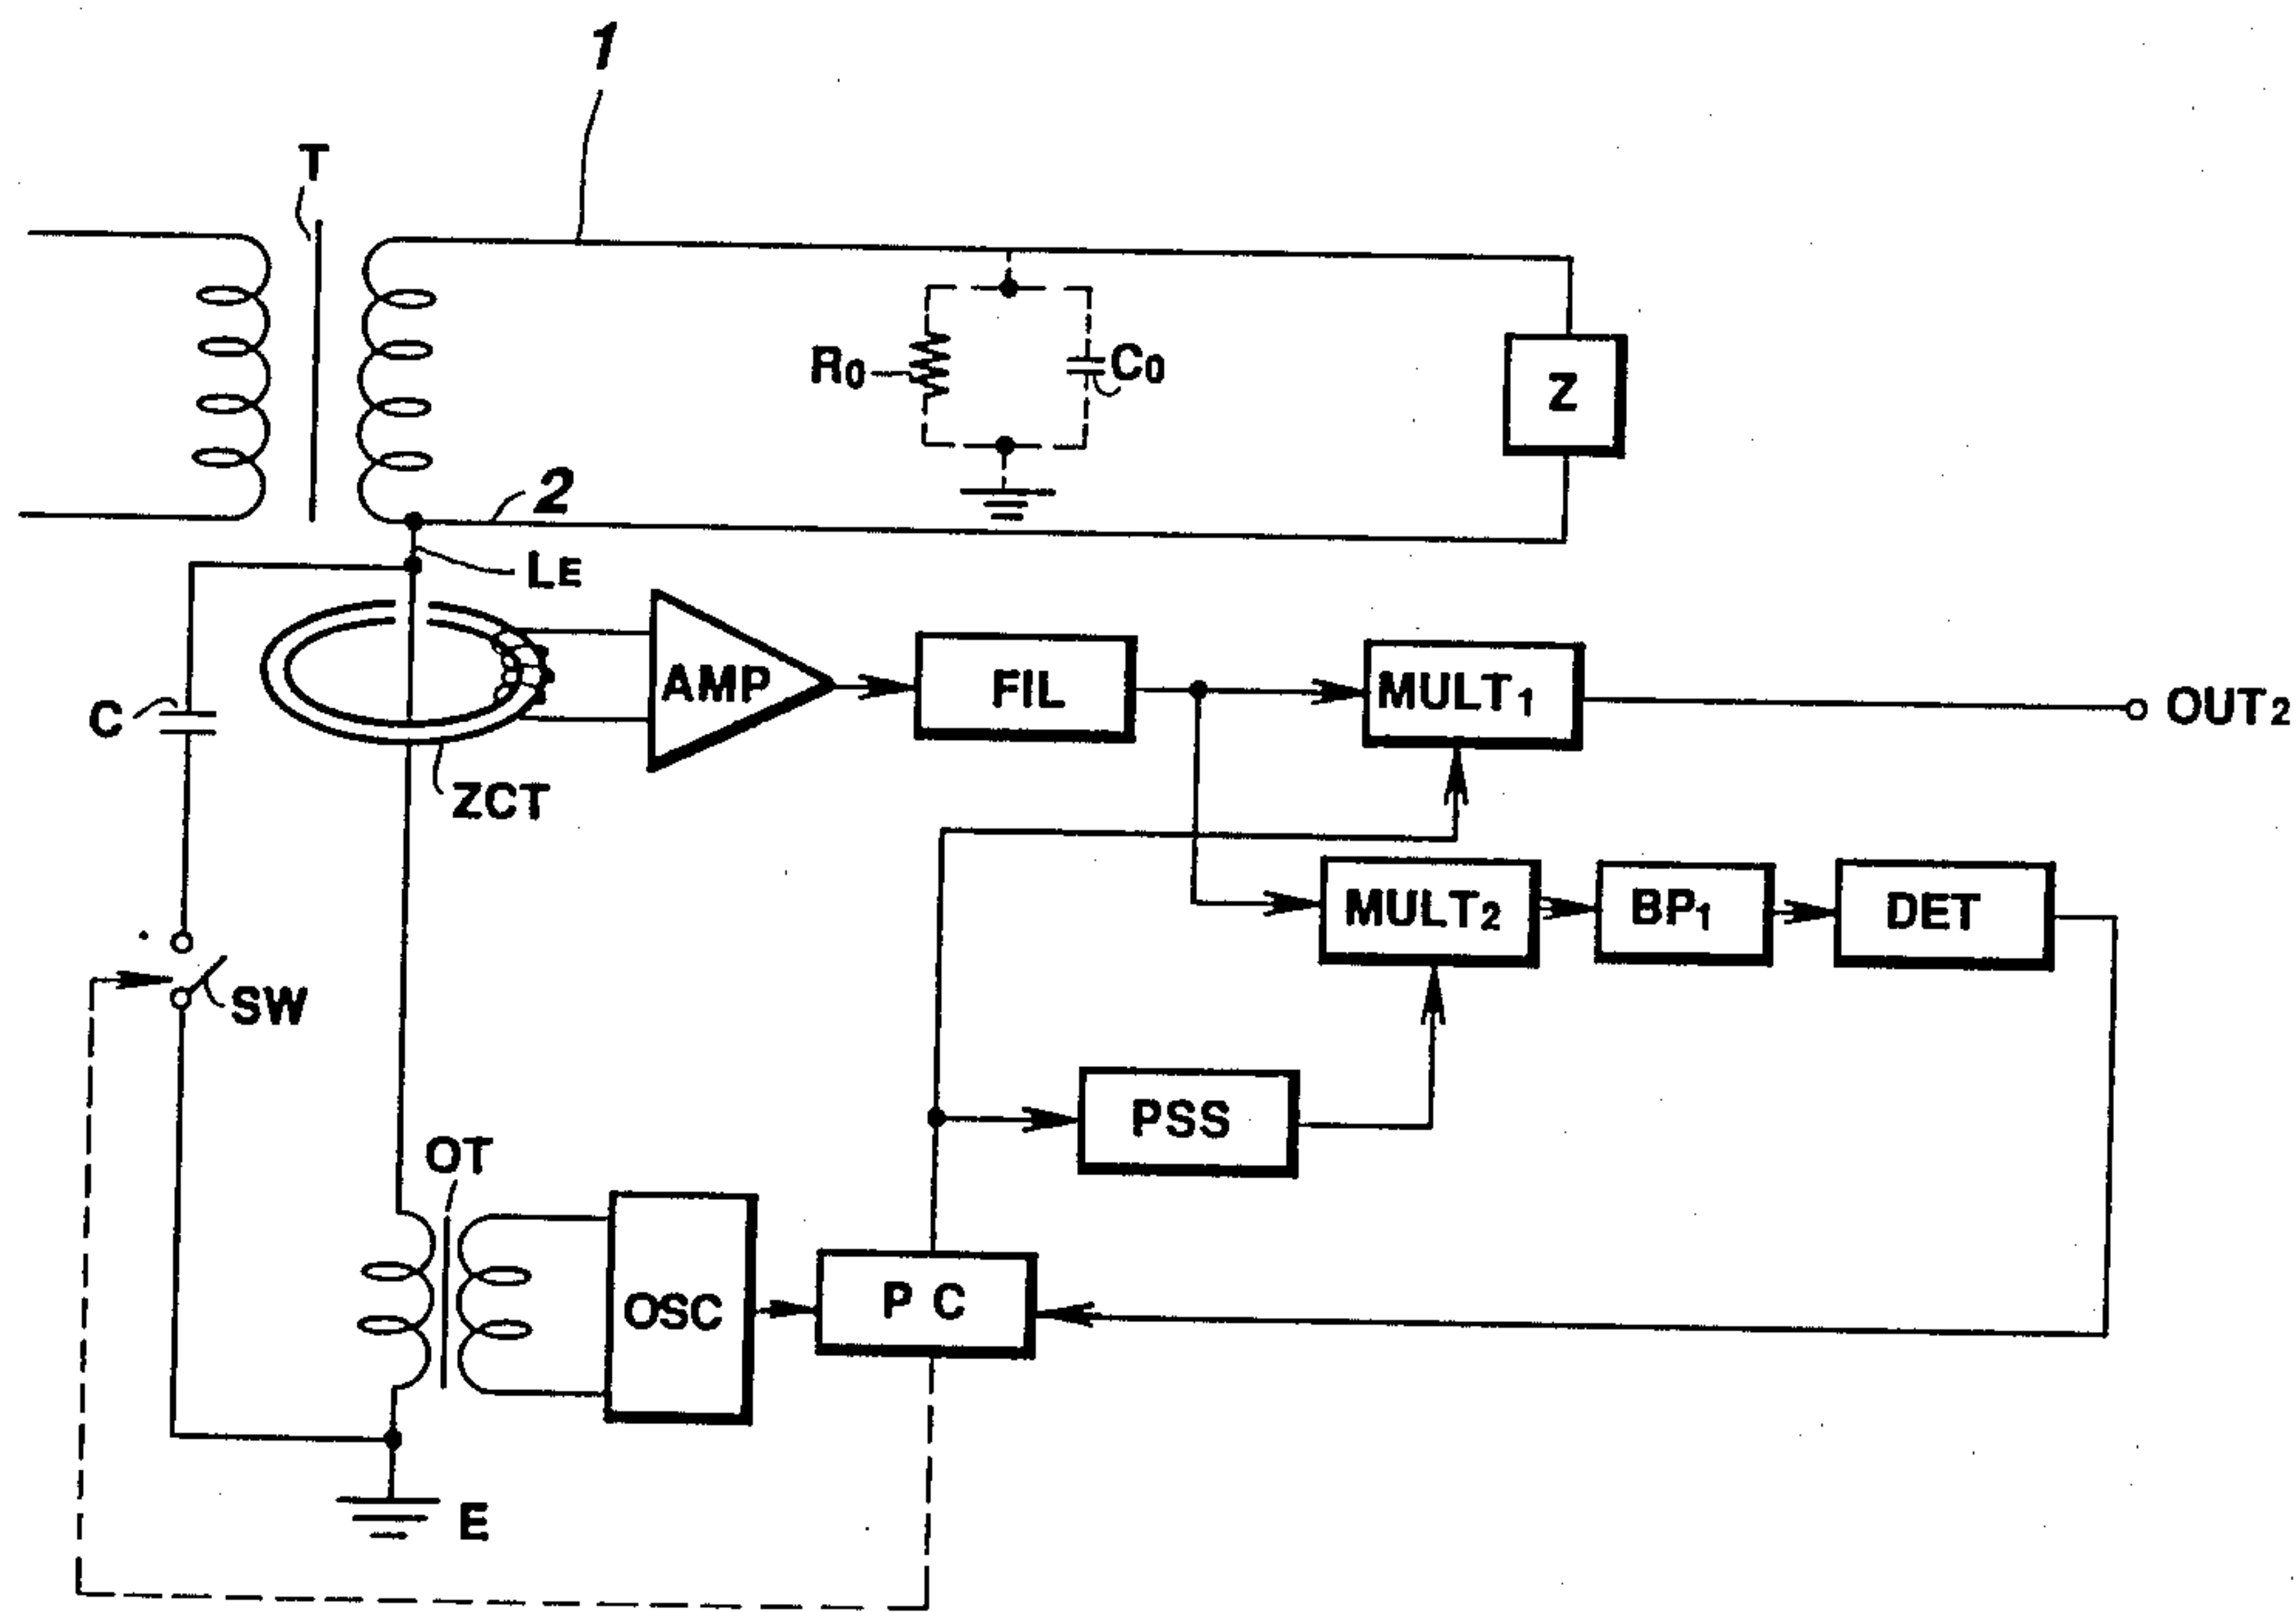 1
T
R0
C0
Z
2
LE
AMP
FIL
MULT1
OUT2
C
ZCT
MULT2
BP1
DET
SW
PSS
OT
OSC
P C
E